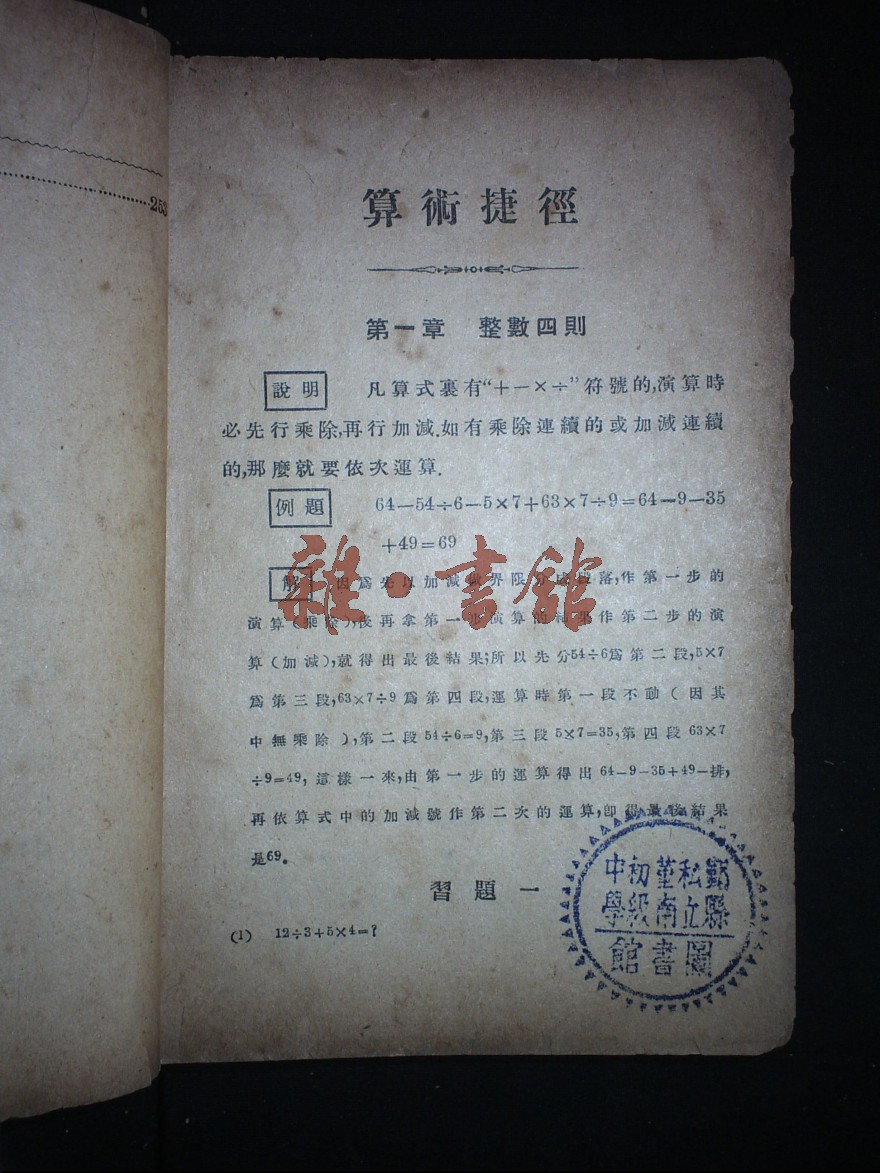 253
算術捷徑
第一章 整數四則
說明 凡算式裏有“+－×÷”符號的,演算時
必先行乘除,再行加減.如有乘除連續的或加減連續
的,那麼就要依次運算.
例題 64－54÷6－5×7+63×7÷9=64－9－35
+49=69
解 因爲先以加減做界限分成段落,作第一步的
演算(乘除),後再拿第一步演算的結果作第二步的演
算(加減),就得出最後結果;所以先分54÷6爲第二段,5×7
爲第三段,63×7÷9爲第四段,運算時第一段不動(因其
中無乘除),第二段54÷6=9,第三段5×7=35,第四段63×7
÷9=49,這樣一來,由第一步的運算得出64－9－35+49一排,
再依算式中的加減號作第二次的運算,卽得最後結果
是69。
習題一
(1) 12÷3+5×4=?
雜·書館
鄞縣
私立
董南
初級
中學
圖書館